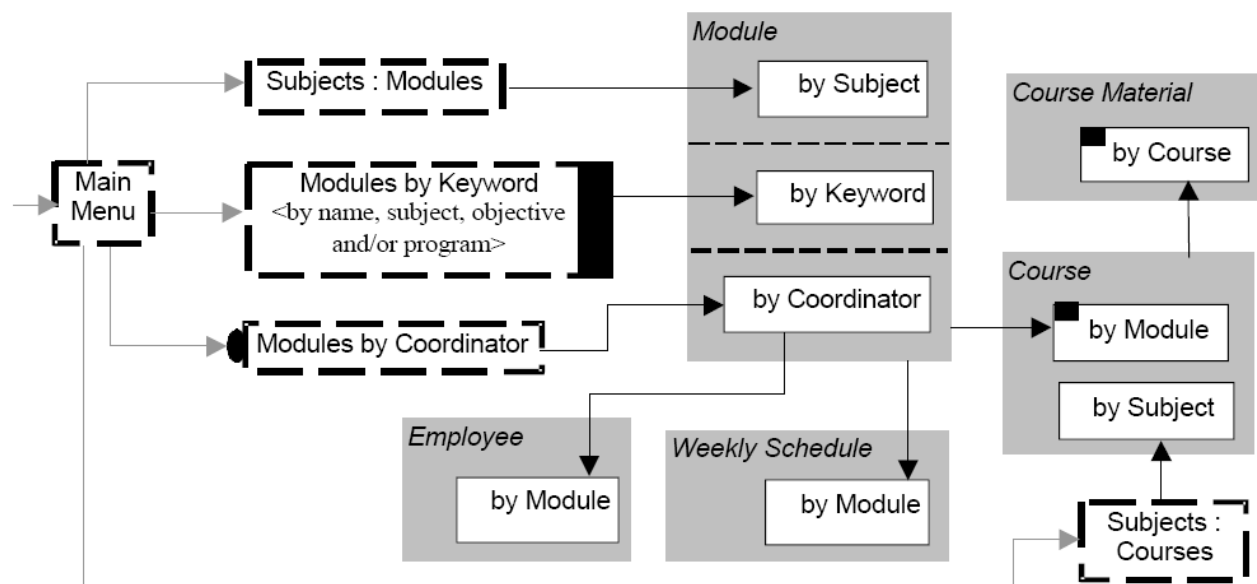 Main
Menu
Subjects : Modules
Modules by Keyword
<by name, subject, objective
and/or program>
Modules by Coordinator
Module
by Subject
by Keyword
by Coordinator
Employee
by Module
Weekly Schedule
by Module
Course Material
by Course
Course
by Module
by Subject
Subjects :
Courses